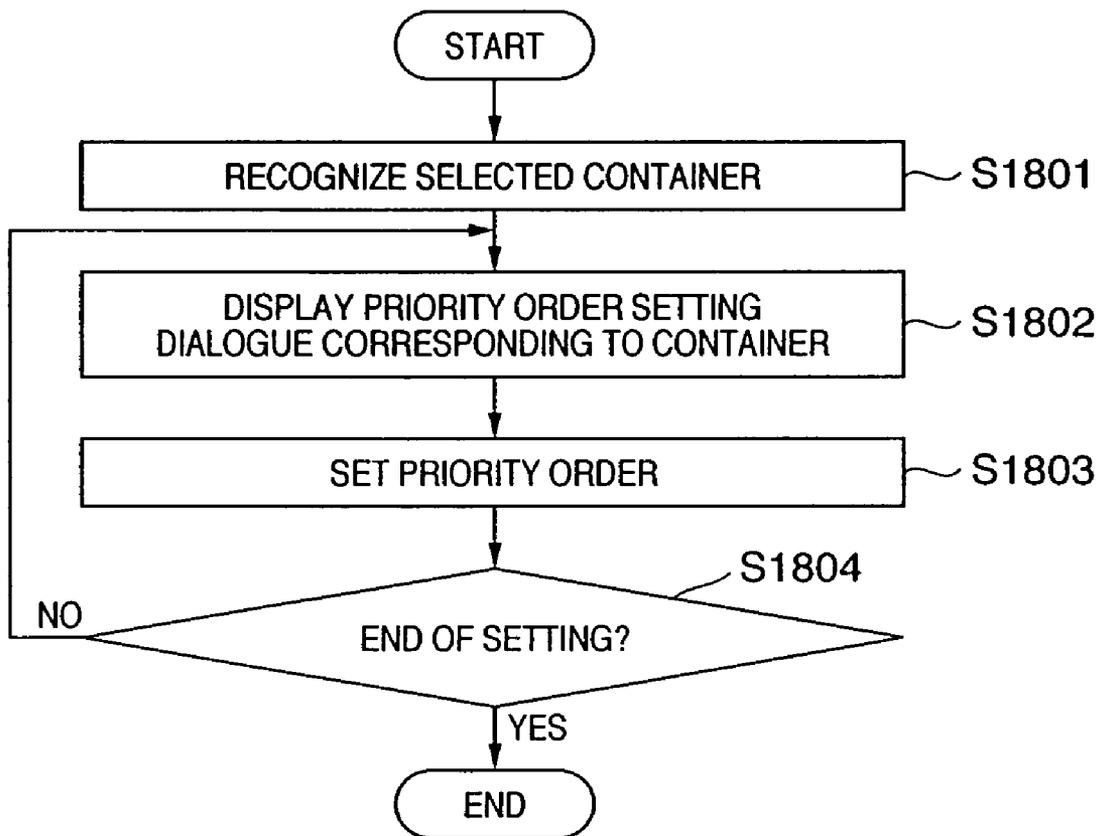 START
RECOGNIZE SELECTED CONTAINER
S1801
DISPLAY PRIORITY ORDER SETTING
DIALOGUE CORRESPONDING TO CONTAINER
S1802
SET PRIORITY ORDER
S1803
S1804
NO
END OF SETTING?
YES
END